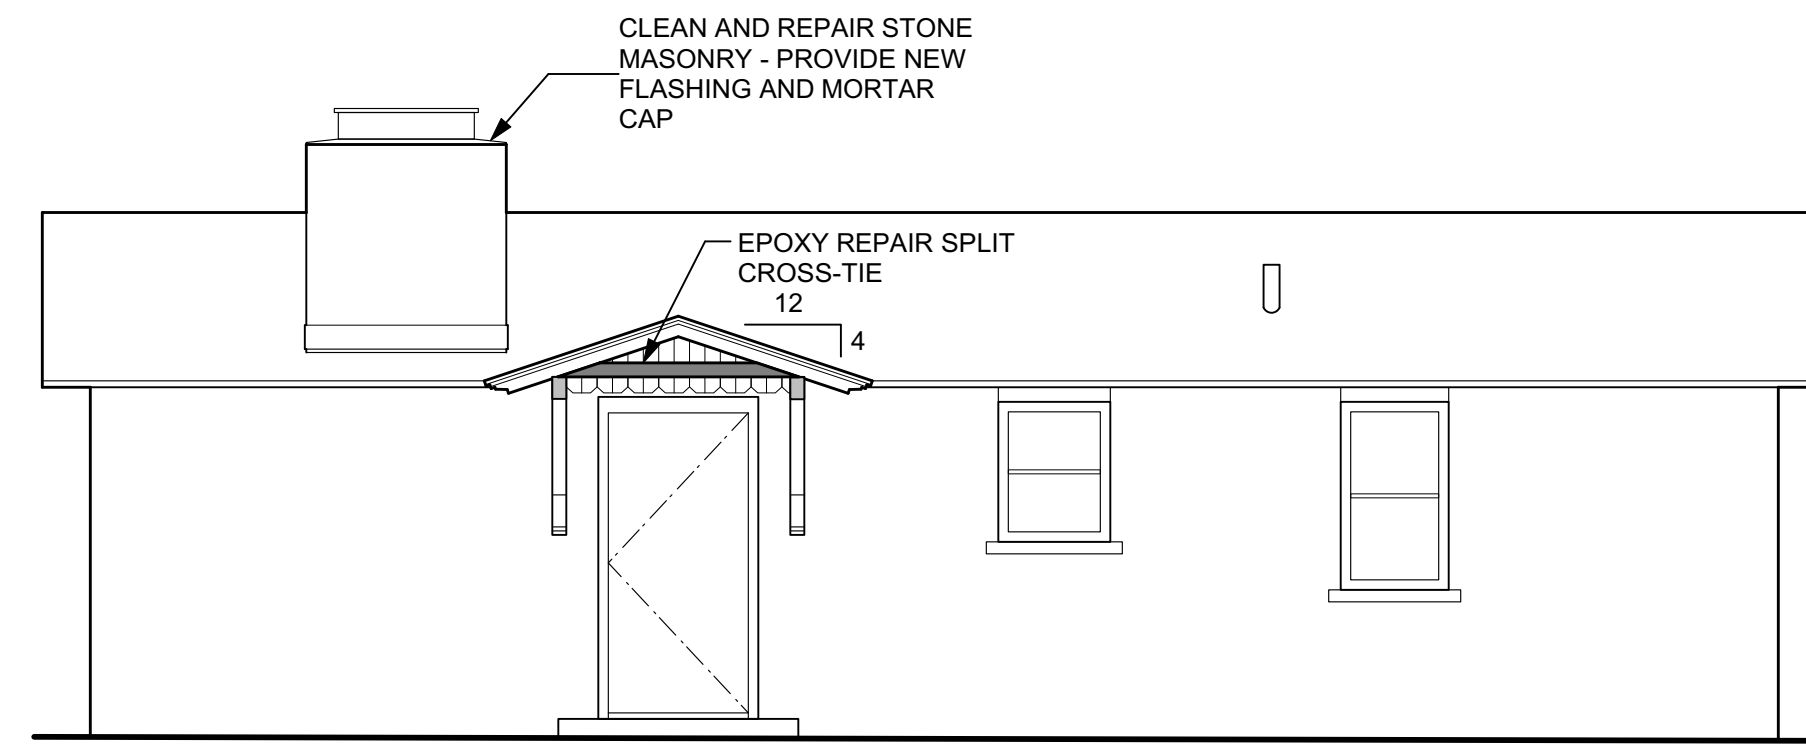 CLEAN AND REPAIR STONE
MASONRY - PROVIDE NEW
FLASHING AND MORTAR
CAP
EPOXY REPAIR SPLIT
CROSS-TIE
12
4